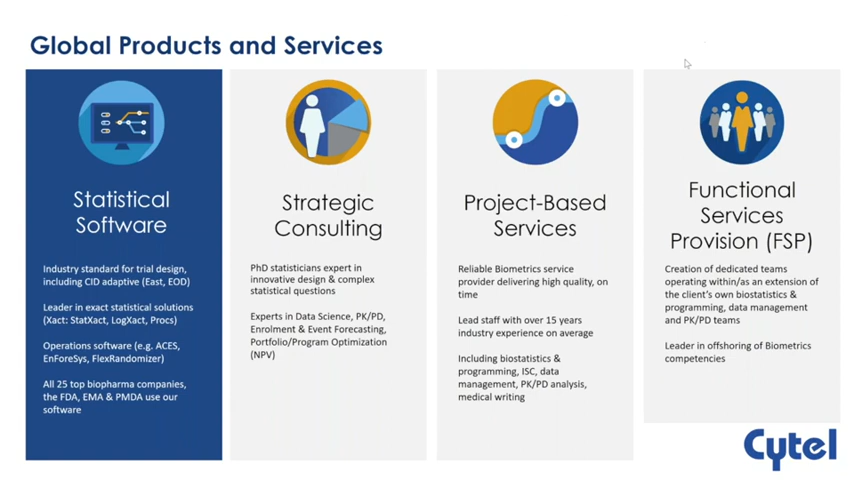 Global Products and Services
Statistical
Software
Industry standard for trial design,
including CID adaptive (East, EOD)
Leader in exact statistical solutions
(Xact: StatXact, LogXact, Procs)
Operations software (e.g. ACES,
EnForeSys, FlexRandomizer)
All 25 top biopharma companies,
the FDA, EMA & PMDA use our
software
Strategic
Consulting
PhD statisticians expert in
innovative design & complex
statistical questions
Experts in Data Science, PK/PD,
Enrolment & Event Forecasting,
Portfolio/Program Optimization
(NPV)
Project-Based
Services
Reliable Biometrics service
provider delivering high quality, on
time
Lead staff with over 15 years
industry experience on average
Including biostatistics &
programming, ISC, data
management, PK/PD analysis,
medical writing
Functional
Services
Provision (FSP)
Creation of dedicated teams
operating within/as an extension of
the client's own biostatistics &
programming, data management
and PK/PD teams
Leader in offshoring of Biometrics
competencies
Cytel